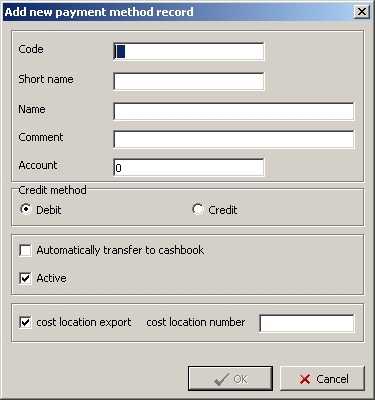 Add new payment method record
Code
Short name
Name
Comment
Account 0
Credit method
Debit Credit
Automatically transfer to cashbook
Active
cost location export cost location number
OK Cancel